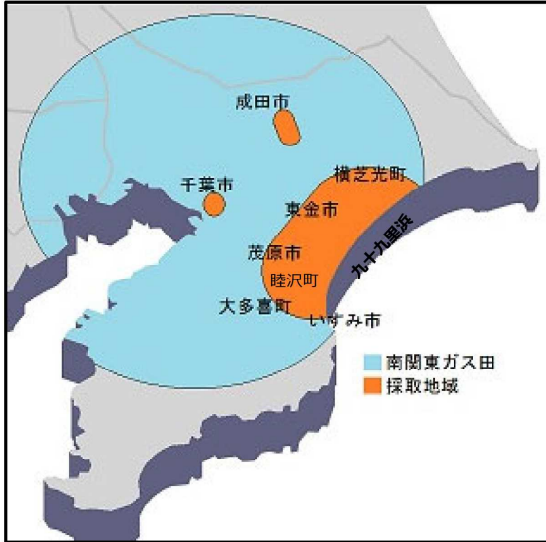 成田市
千葉市
横芝光町
東金市
九十九里浜
茂原市
睦沢町
大多喜町
いすみ市
南関東ガス田
採取地域